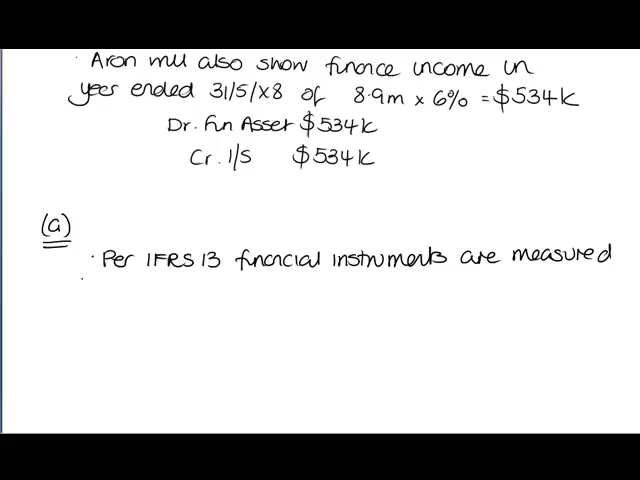 · Aron will also show finance income in
year ended 31/5/X8 of 8.9m x 6% = $534k
Dr. Fin Asset $534k
Cr. I/S $534k
(a)
· Per IFRS 13 financial instruments are measured